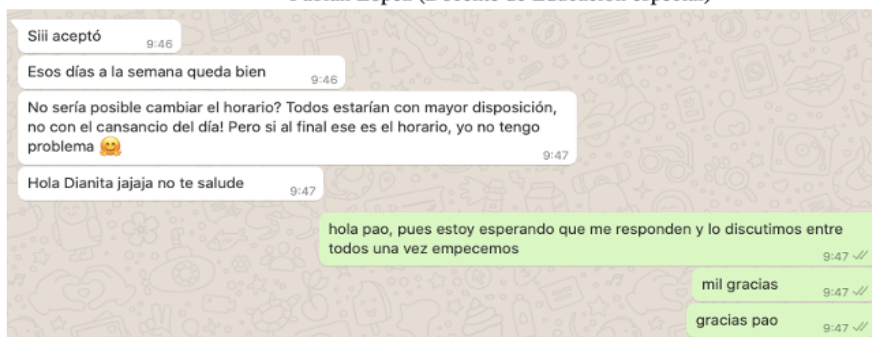 (Docente de Educación especial)
Siii aceptó
9:46
Esos días a la semana queda bien
9:46
No sería posible cambiar el horario? Todos estarían con mayor disposición,
no con el cansancio del día! Pero si al final ese es el horario, yo no tengo
problema 🤗
9:47
Hola Dianita jajaja no te salude
9:47
hola pao, pues estoy esperando que me responden y lo discutimos entre
todos una vez empecemos
9:47
mil gracias
9:47
gracias pao
9:47